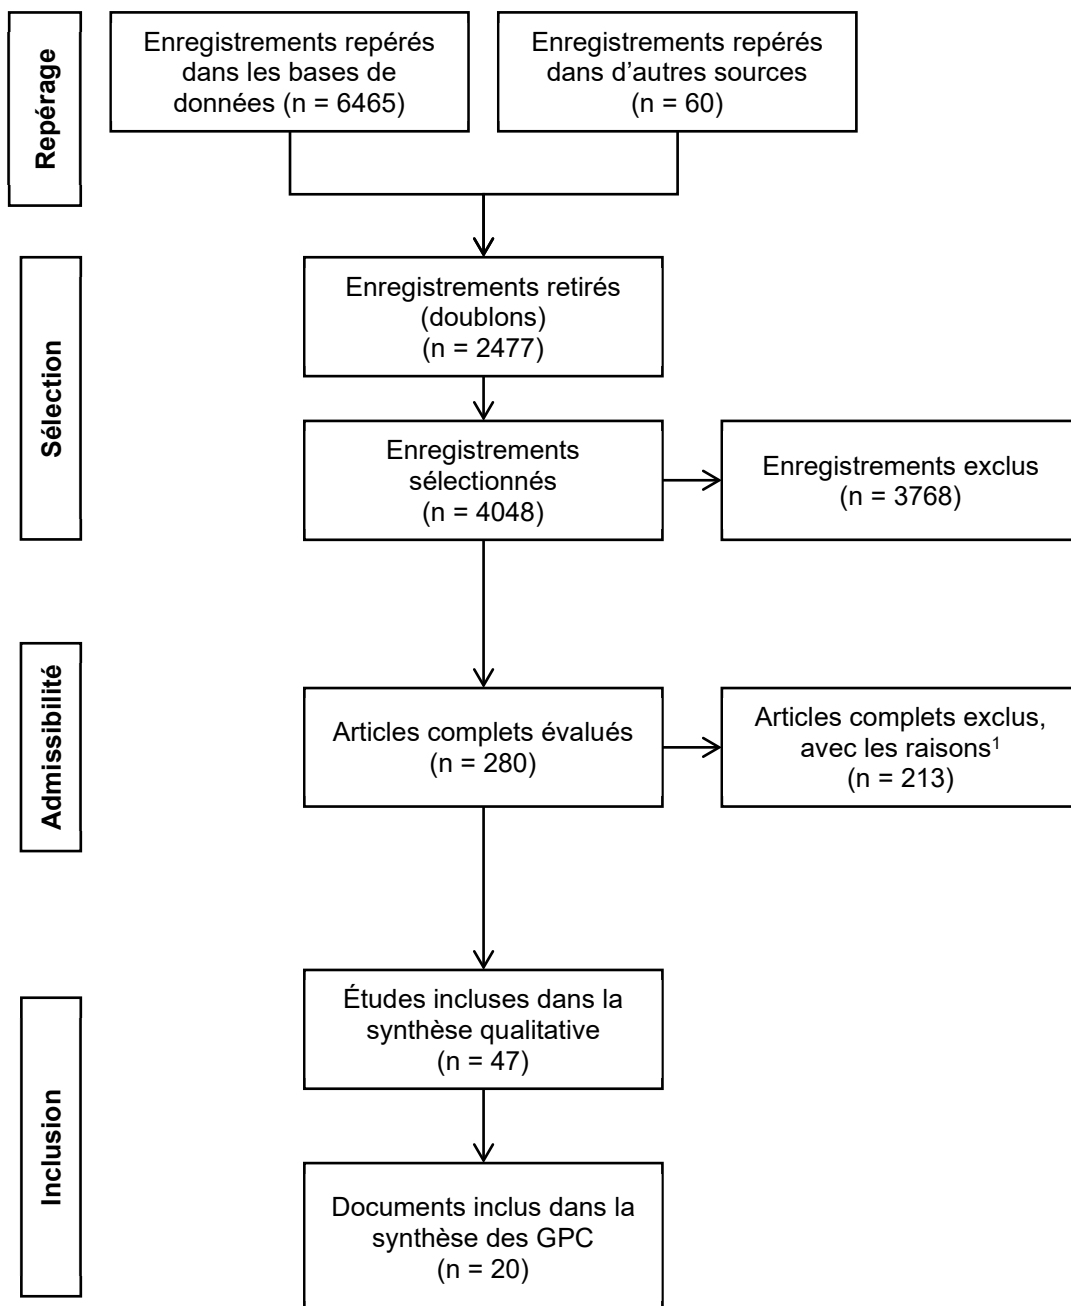 Repérage
Enregistrements repérés
dans les bases de
données (n = 6465)
Enregistrements repérés
dans d'autres sources
(n = 60)
Sélection
Enregistrements retirés
(doublons)
(n = 2477)
Enregistrements
sélectionnés
(n = 4048)
Enregistrements exclus
(n = 3768)
Admissibilité
Articles complets évalués
(n = 280)
Articles complets exclus,
avec les raisons¹
(n = 213)
Inclusion
Études incluses dans la
synthèse qualitative
(n = 47)
Documents inclus dans la
synthèse des GPC
(n = 20)